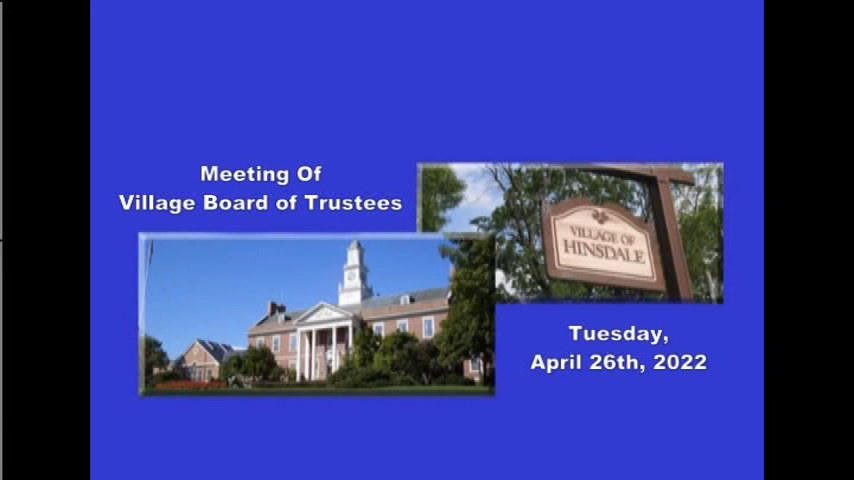 Meeting Of
Village Board of Trustees
VILLAGE OF
HINSDALE
Tuesday,
April 26th, 2022